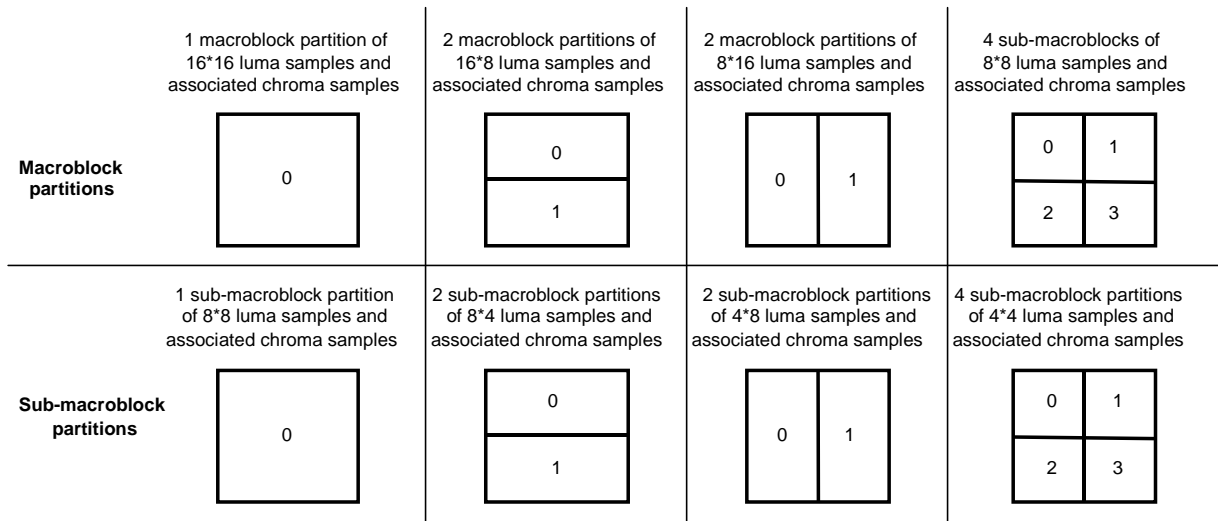 1 macroblock partition of
16*16 luma samples and
associated chroma samples
2 macroblock partitions of
16*8 luma samples and
associated chroma samples
2 macroblock partitions of
8*16 luma samples and
associated chroma samples
4 sub-macroblocks of
8*8 luma samples and
associated chroma samples
Macroblock
partitions
0
0
1
0 1
0 1
2 3
1 sub-macroblock partition
of 8*8 luma samples and
associated chroma samples
2 sub-macroblock partitions
of 8*4 luma samples and
associated chroma samples
2 sub-macroblock partitions
of 4*8 luma samples and
associated chroma samples
4 sub-macroblock partitions
of 4*4 luma samples and
associated chroma samples
Sub-macroblock
partitions
0
0
1
0 1
0 1
2 3